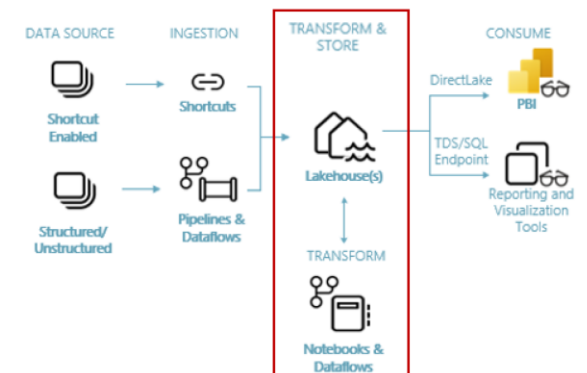 DATA SOURCE
INGESTION
TRANSFORM &
STORE
CONSUME
Shortcut
Enabled
Shortcuts
Structured/
Unstructured
Pipelines &
Dataflows
Lakehouse(s)
TRANSFORM
Notebooks &
Dataflows
DirectLake
PBI
TDS/SQL
Endpoint
Reporting and
Visualization
Tools